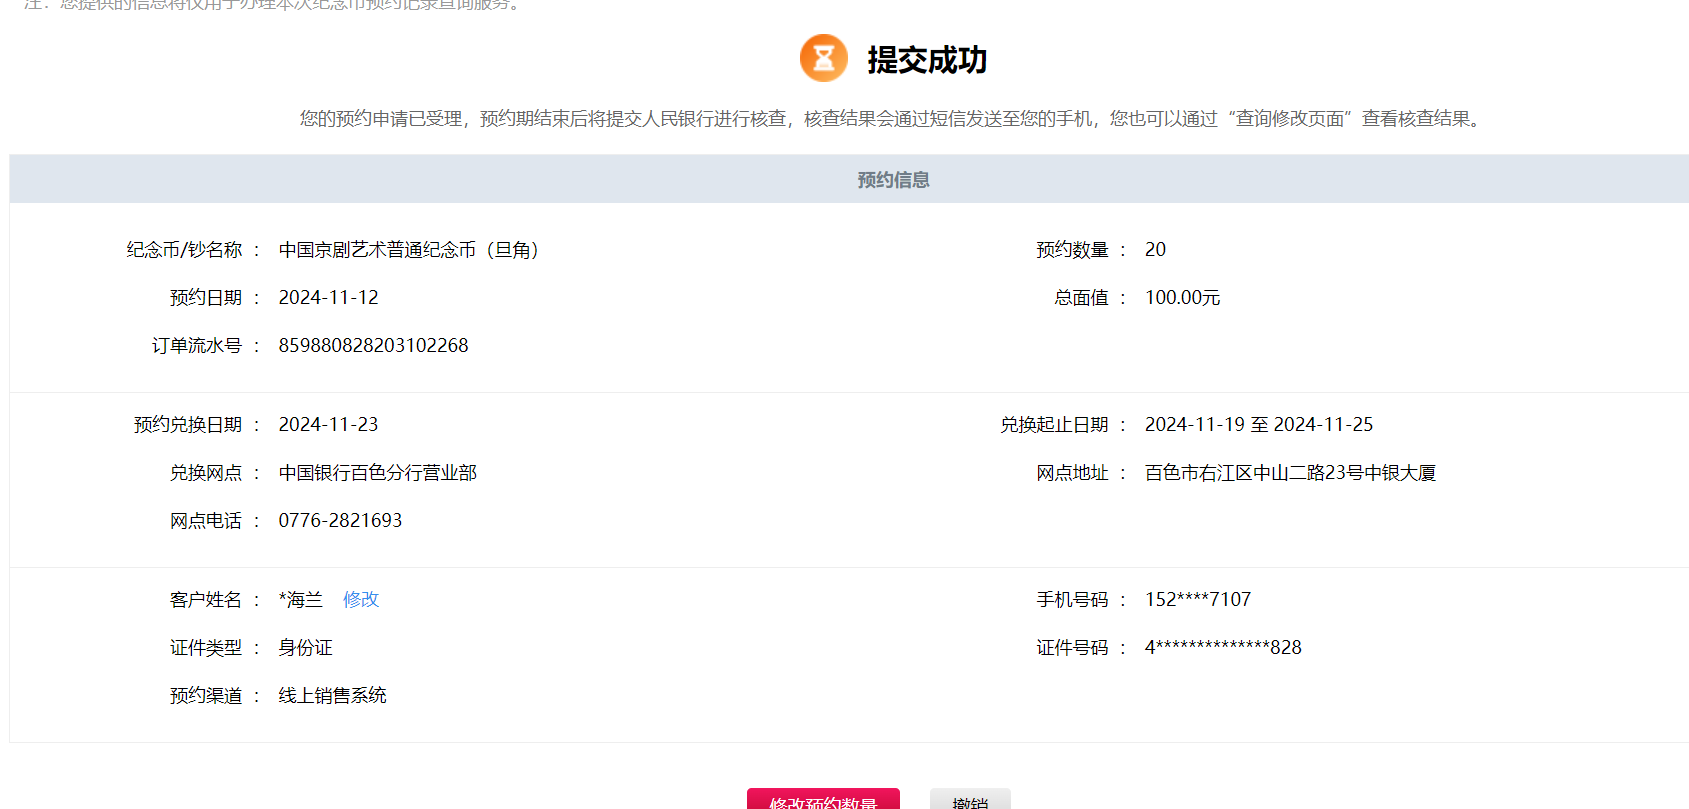 注：您提供的信息将仅用于办理本次纪念币预约记录查询服务。
提交成功
您的预约申请已受理，预约期结束后将提交人民银行进行核查，核查结果会通过短信发送至您的手机，您也可以通过“查询修改页面”查看核查结果。
预约信息
纪念币/钞名称 ： 中国京剧艺术普通纪念币（旦角） 预约数量 ： 20
预约日期 ： 2024-11-12 总面值 ： 100.00元
订单流水号 ： 859880828203102268
预约兑换日期 ： 2024-11-23 兑换起止日期 ： 2024-11-19 至 2024-11-25
兑换网点 ： 中国银行百色分行营业部 网点地址 ： 百色市右江区中山二路23号中银大厦
网点电话 ： 0776-2821693
客户姓名 ： *海兰 修改 手机号码 ： 152****7107
证件类型 ： 身份证 证件号码 ： 4**************828
预约渠道 ： 线上销售系统
修改预约数量 撤销